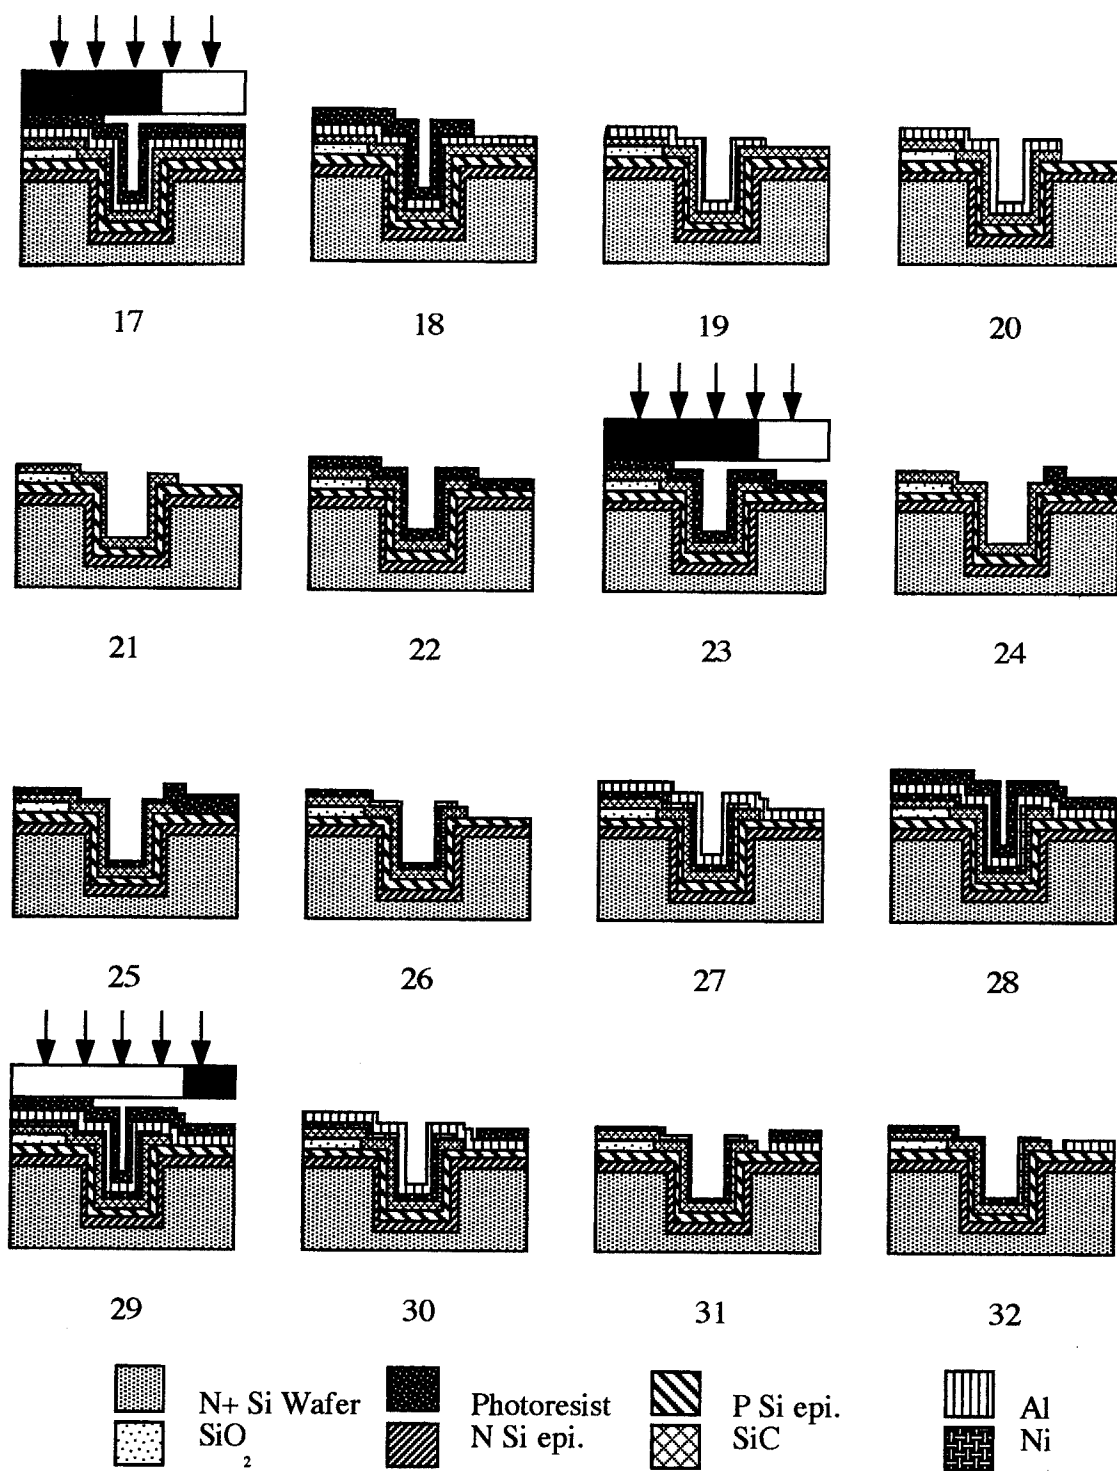 17 18 19 20
21 22 23 24
25 26 27 28
29 30 31 32
N+ Si Wafer Photoresist P Si epi. Al
SiO2 N Si epi. SiC Ni